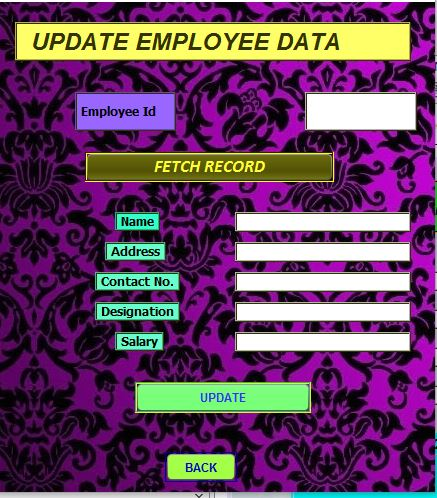 UPDATE EMPLOYEE DATA
Employee Id
FETCH RECORD
Name
Address
Contact No.
Designation
Salary
UPDATE
BACK